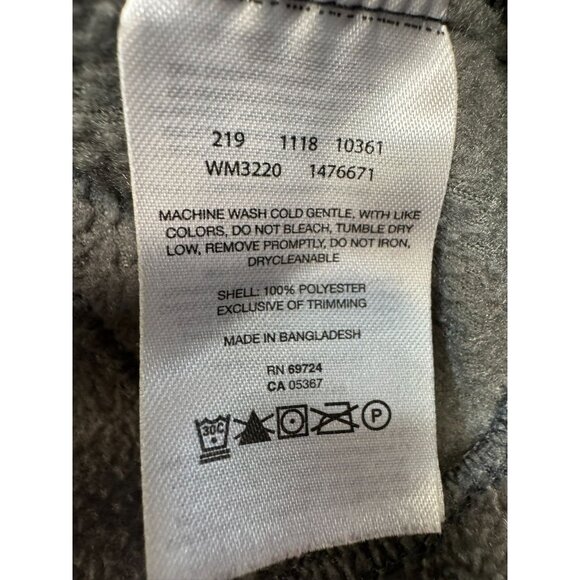 219 1118 10361
WM3220 1476671
MACHINE WASH COLD GENTLE, WITH LIKE
COLORS, DO NOT BLEACH, TUMBLE DRY
LOW, REMOVE PROMPTLY, DO NOT IRON,
DRYCLEANABLE
SHELL: 100% POLYESTER
EXCLUSIVE OF TRIMMING
MADE IN BANGLADESH
RN 69724
CA 05367
30C P